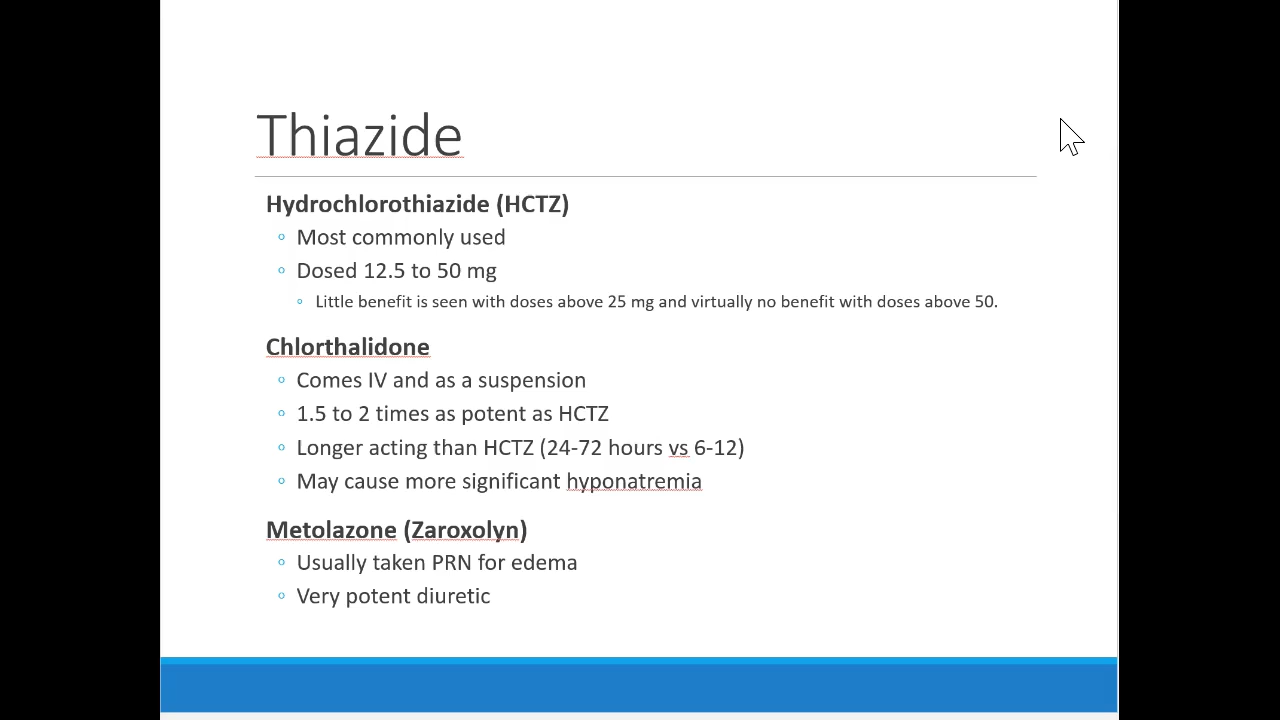 Thiazide
Hydrochlorothiazide (HCTZ)
Most commonly used
Dosed 12.5 to 50 mg
Little benefit is seen with doses above 25 mg and virtually no benefit with doses above 50.
Chlorthalidone
Comes IV and as a suspension
1.5 to 2 times as potent as HCTZ
Longer acting than HCTZ (24-72 hours vs 6-12)
May cause more significant hyponatremia
Metolazone (Zaroxolyn)
Usually taken PRN for edema
Very potent diuretic